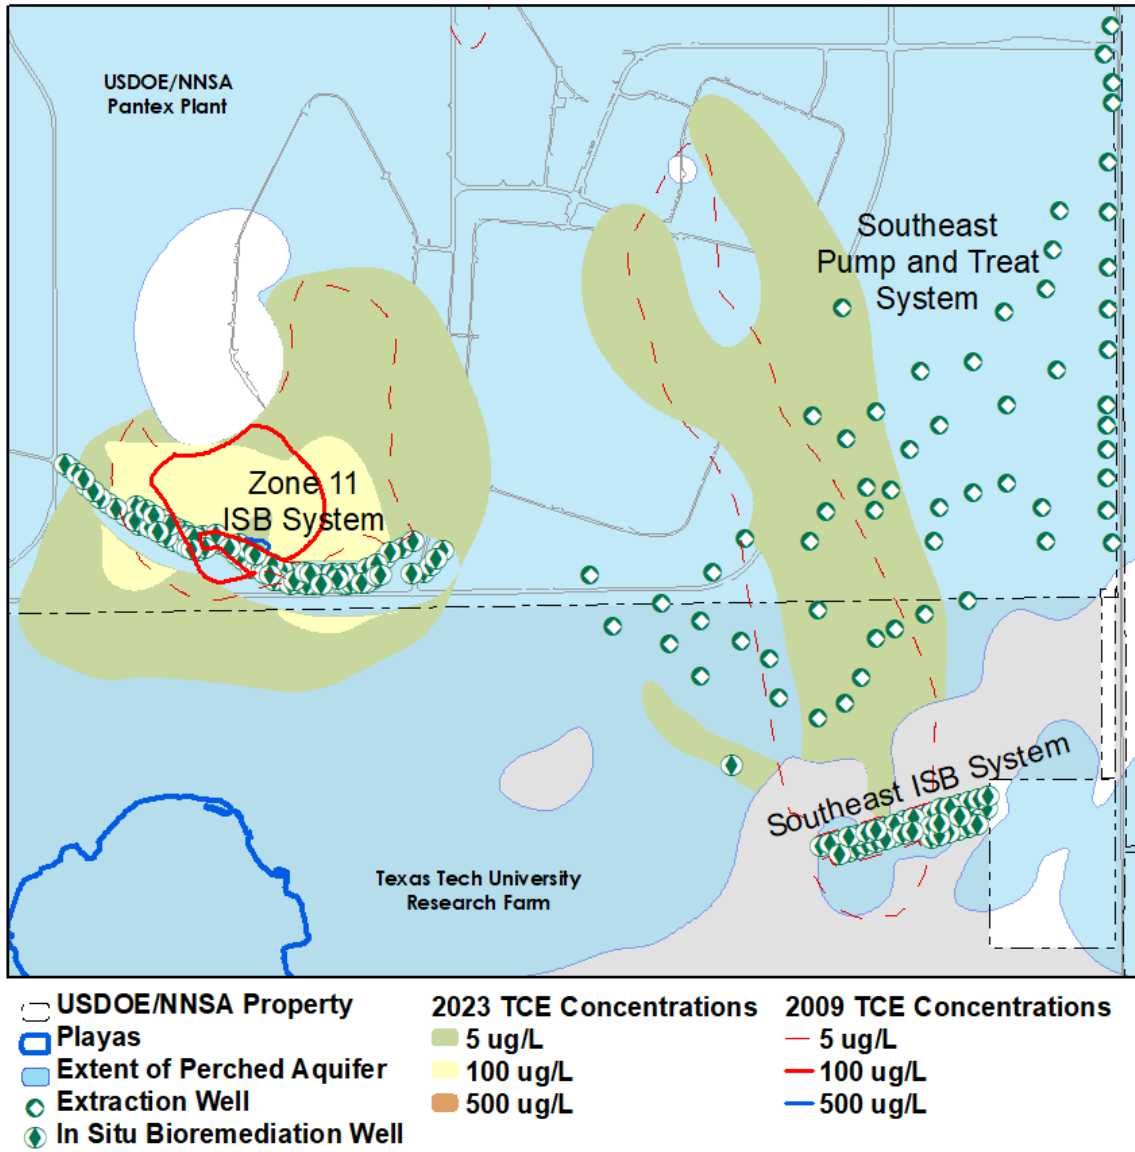 USDOE/NNSA
Pantex Plant
Southeast
Pump and Treat
System
Zone 11
ISB System
Southeast ISB System
Texas Tech University
Research Farm
USDOE/NNSA Property
Playas
Extent of Perched Aquifer
Extraction Well
In Situ Bioremediation Well
2023 TCE Concentrations
5 ug/L
100 ug/L
500 ug/L
2009 TCE Concentrations
5 ug/L
100 ug/L
500 ug/L